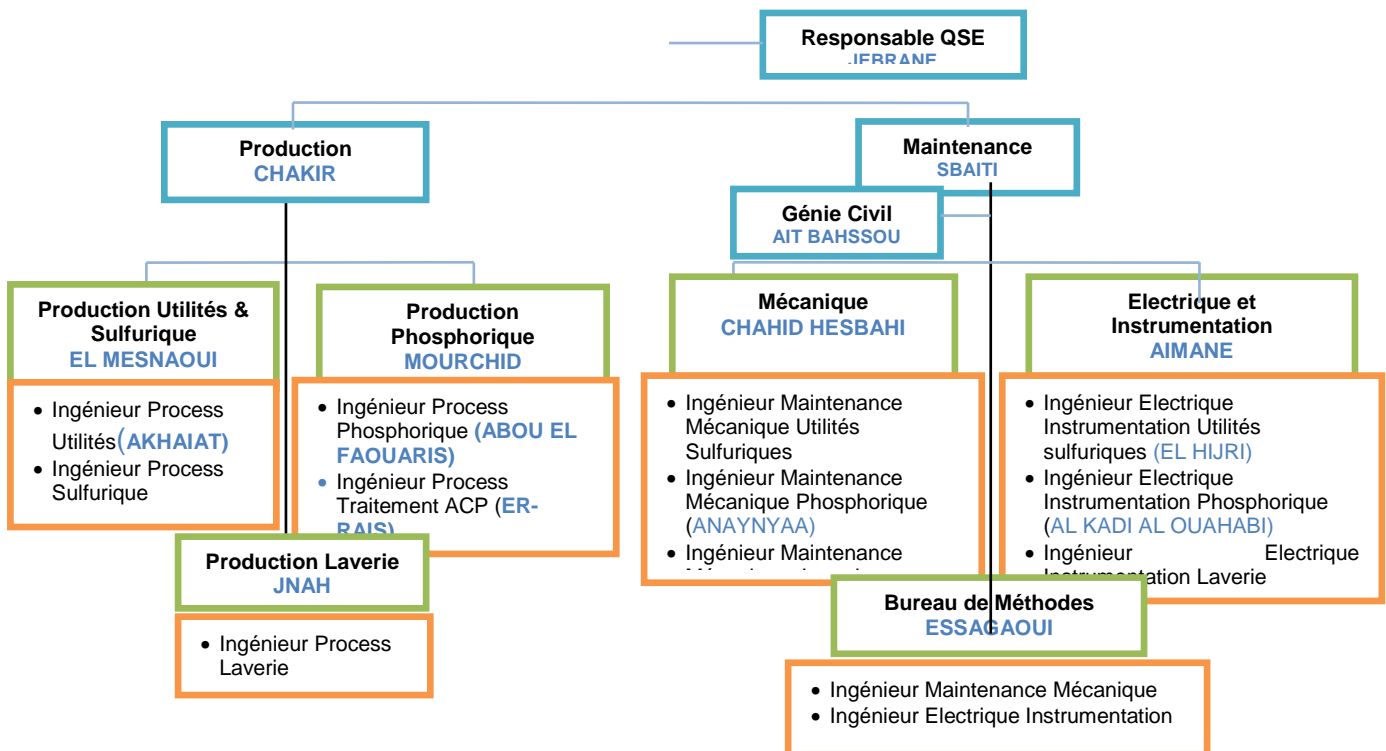 Responsable QSE
JEBRANE
Production
CHAKIR
Maintenance
SBAITI
Génie Civil
AIT BAHSSOU
Production Utilités &
Sulfurique
EL MESNAOUI
Production
Phosphorique
MOURCHID
Mécanique
CHAHID HESBAHI
Electrique et
Instrumentation
AIMANE
• Ingénieur Process
Utilités(AKHAIAT)
• Ingénieur Process
Sulfurique
• Ingénieur Process
Phosphorique (ABOU EL
FAOUARIS)
• Ingénieur Process
Traitement ACP (ER-
RAIS)
• Ingénieur Maintenance
Mécanique Utilités
Sulfuriques
• Ingénieur Maintenance
Mécanique Phosphorique
(ANAYNYAA)
• Ingénieur Maintenance
• Ingénieur Electrique
Instrumentation Utilités
sulfuriques (EL HIJRI)
• Ingénieur Electrique
Instrumentation Phosphorique
(AL KADI AL OUAHABI)
• Ingénieur Electrique
Instrumentation Laverie
Production Laverie
JNAH
• Ingénieur Process
Laverie
Bureau de Méthodes
ESSAGAOUI
• Ingénieur Maintenance Mécanique
• Ingénieur Electrique Instrumentation